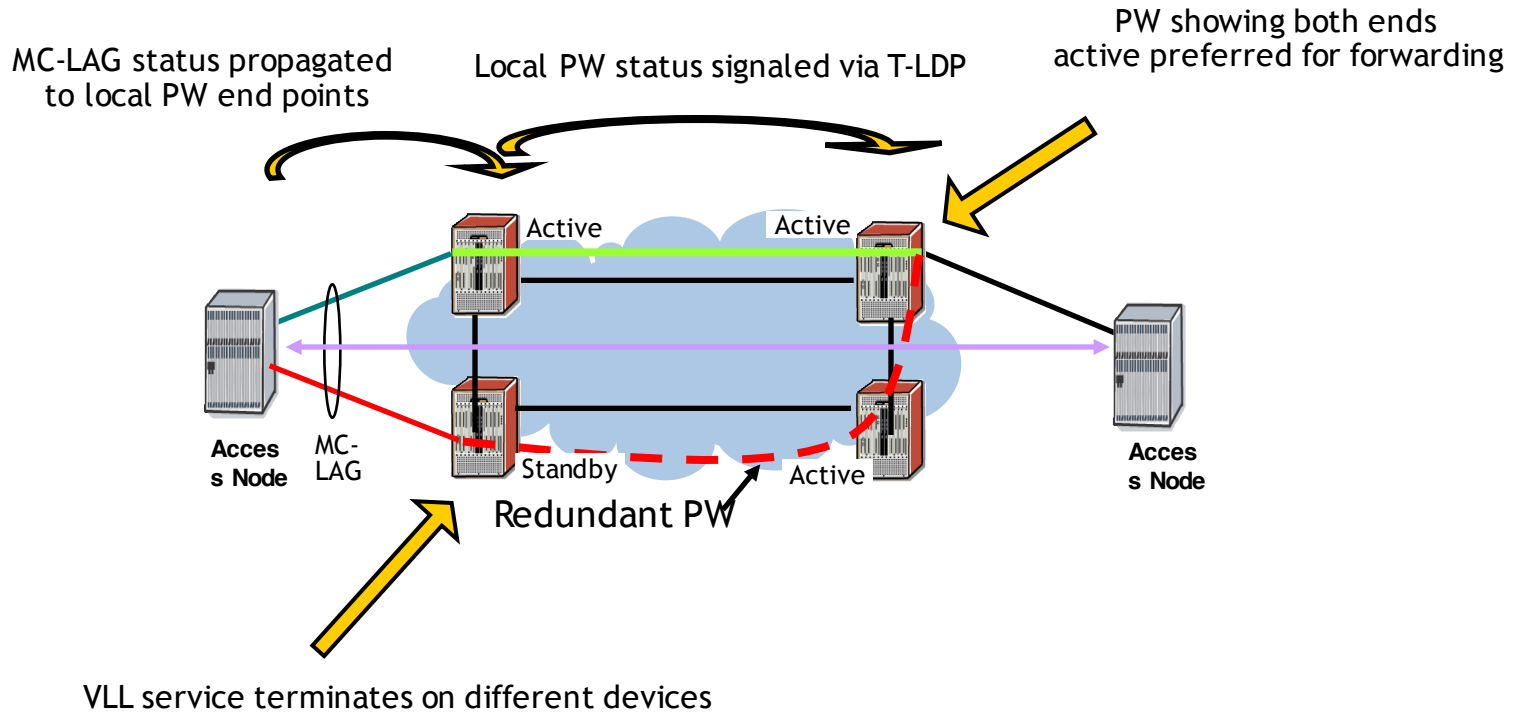 PW showing both ends
active preferred for forwarding
MC-LAG status propagated
to local PW end points
Local PW status signaled via T-LDP
Active
Active
Acces
s Node
MC-
LAG
Standby
Active
Redundant PW
Acces
s Node
VLL service terminates on different devices